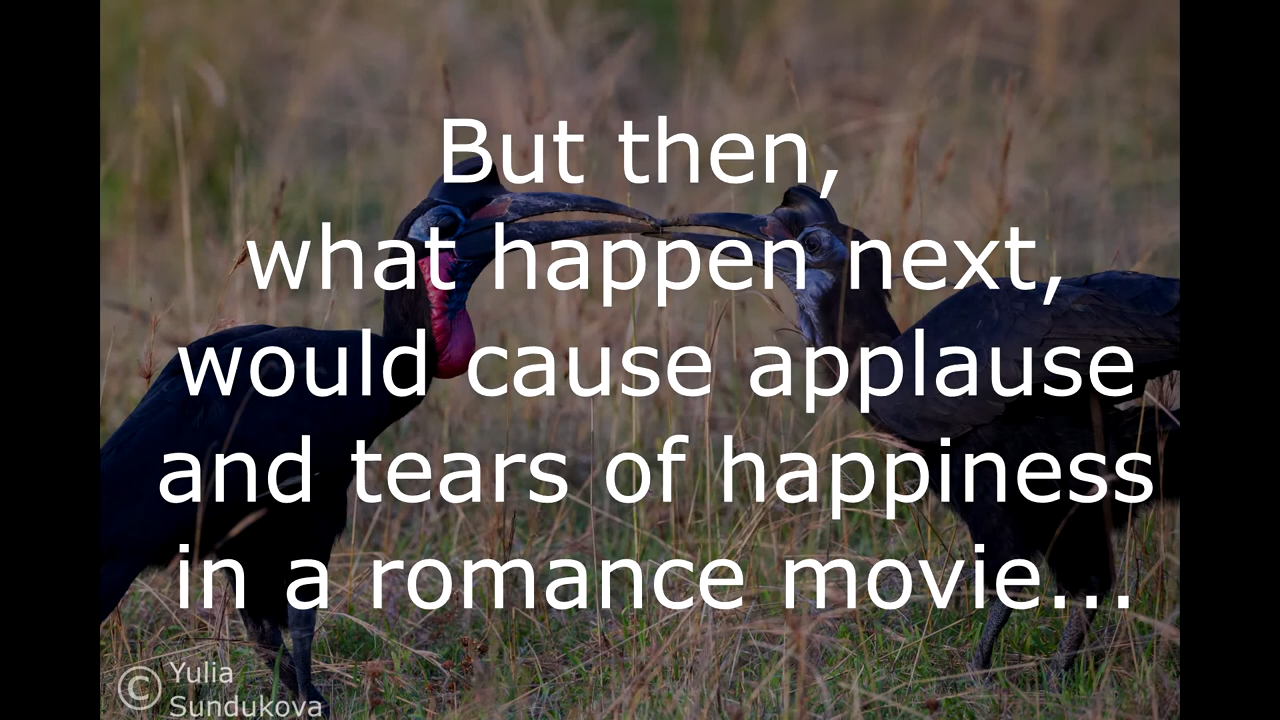 But then,
what happen next,
would cause applause
and tears of happiness
in a romance movie...
© Yulia
Sundukova